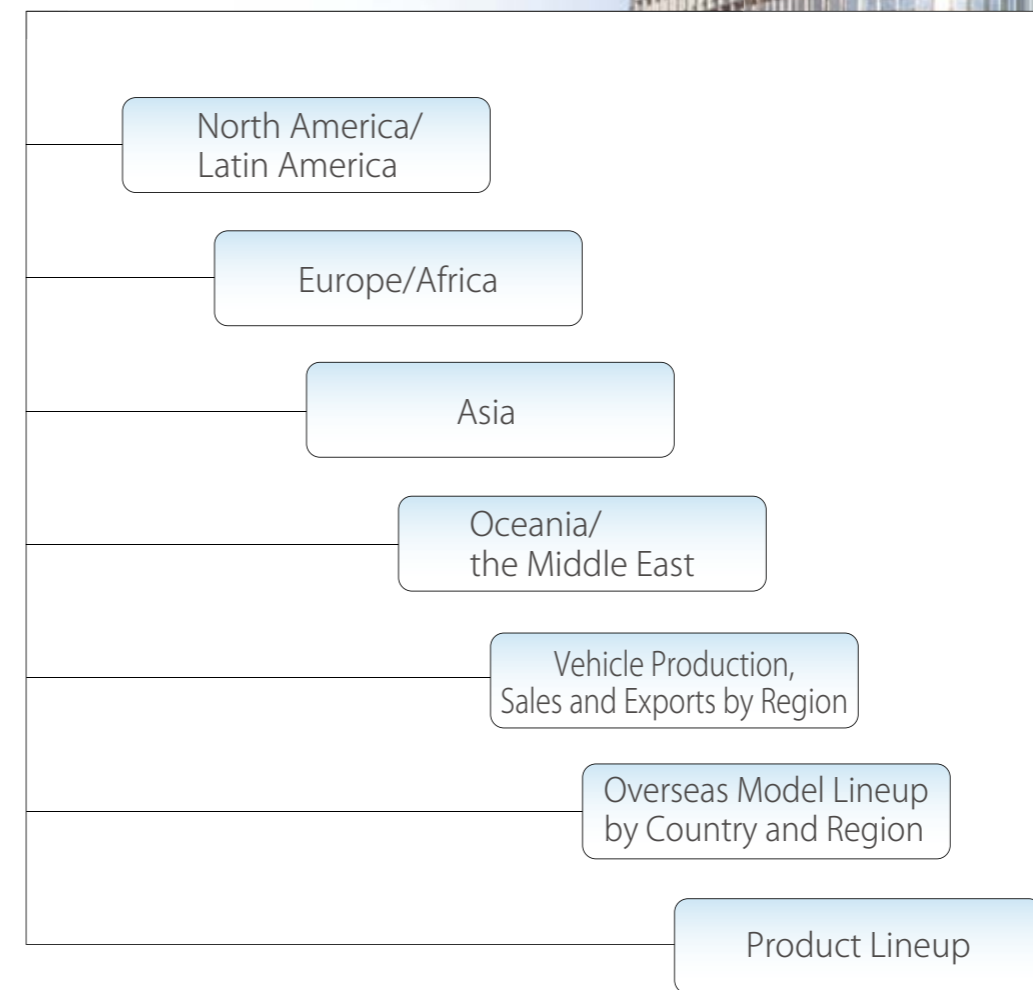 North America/
Latin America
Europe/Africa
Asia
Oceania/
the Middle East
Vehicle Production,
Sales and Exports by Region
Overseas Model Lineup
by Country and Region
Product Lineup